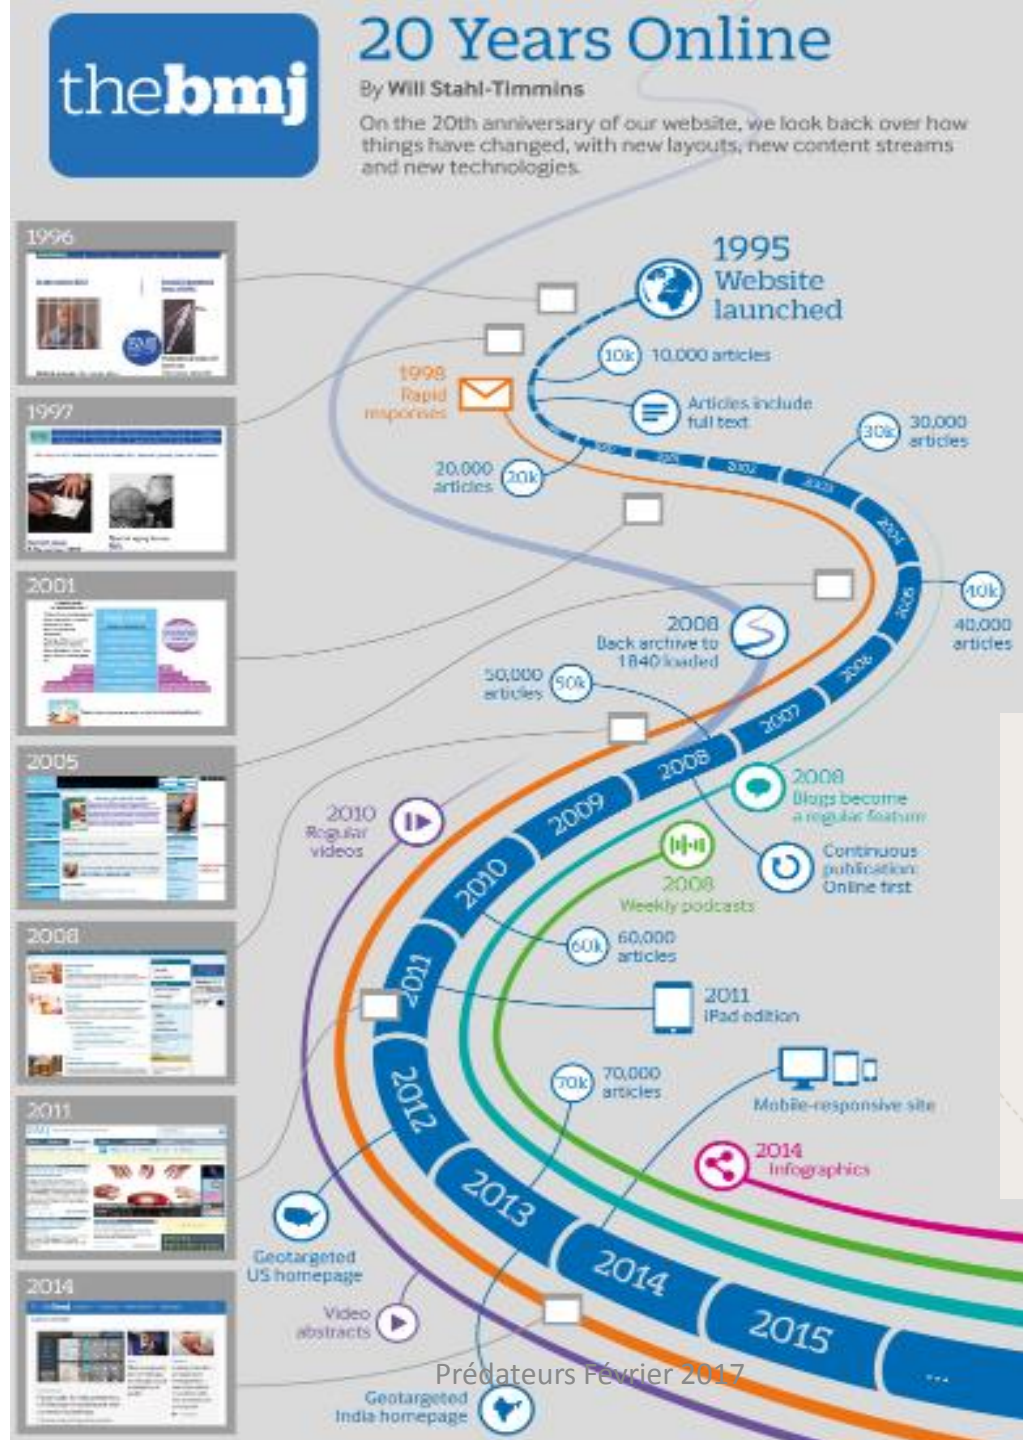 thebmj
20 Years Online
By Will Stahl-Timmins
On the 20th anniversary of our website, we look back over how
things have changed, with new layouts, new content streams
and new technologies.
1996
1997
2001
2005
2008
2011
2014
1995
Website
launched
10k
10,000 articles
1998
Rapid
responses
Articles include
full text
30k
30,000
articles
20,000
articles
20k
2001
2002
2003
2004
2005
2006
2007
2008
2009
2010
2011
2012
2013
2014
2015
...
40k
40,000
articles
2008
Back archive to
1840 loaded
50,000
articles
50k
2008
Blogs become
a regular feature
2010
Regular
videos
2008
Weekly podcasts
Continuous
publication:
Online first
60k
60,000
articles
2011
iPad edition
70k
70,000
articles
Mobile-responsive site
2014
Infographics
Geotargeted
US homepage
Video
abstracts
Geotargeted
India homepage
Prédateurs Février 2017